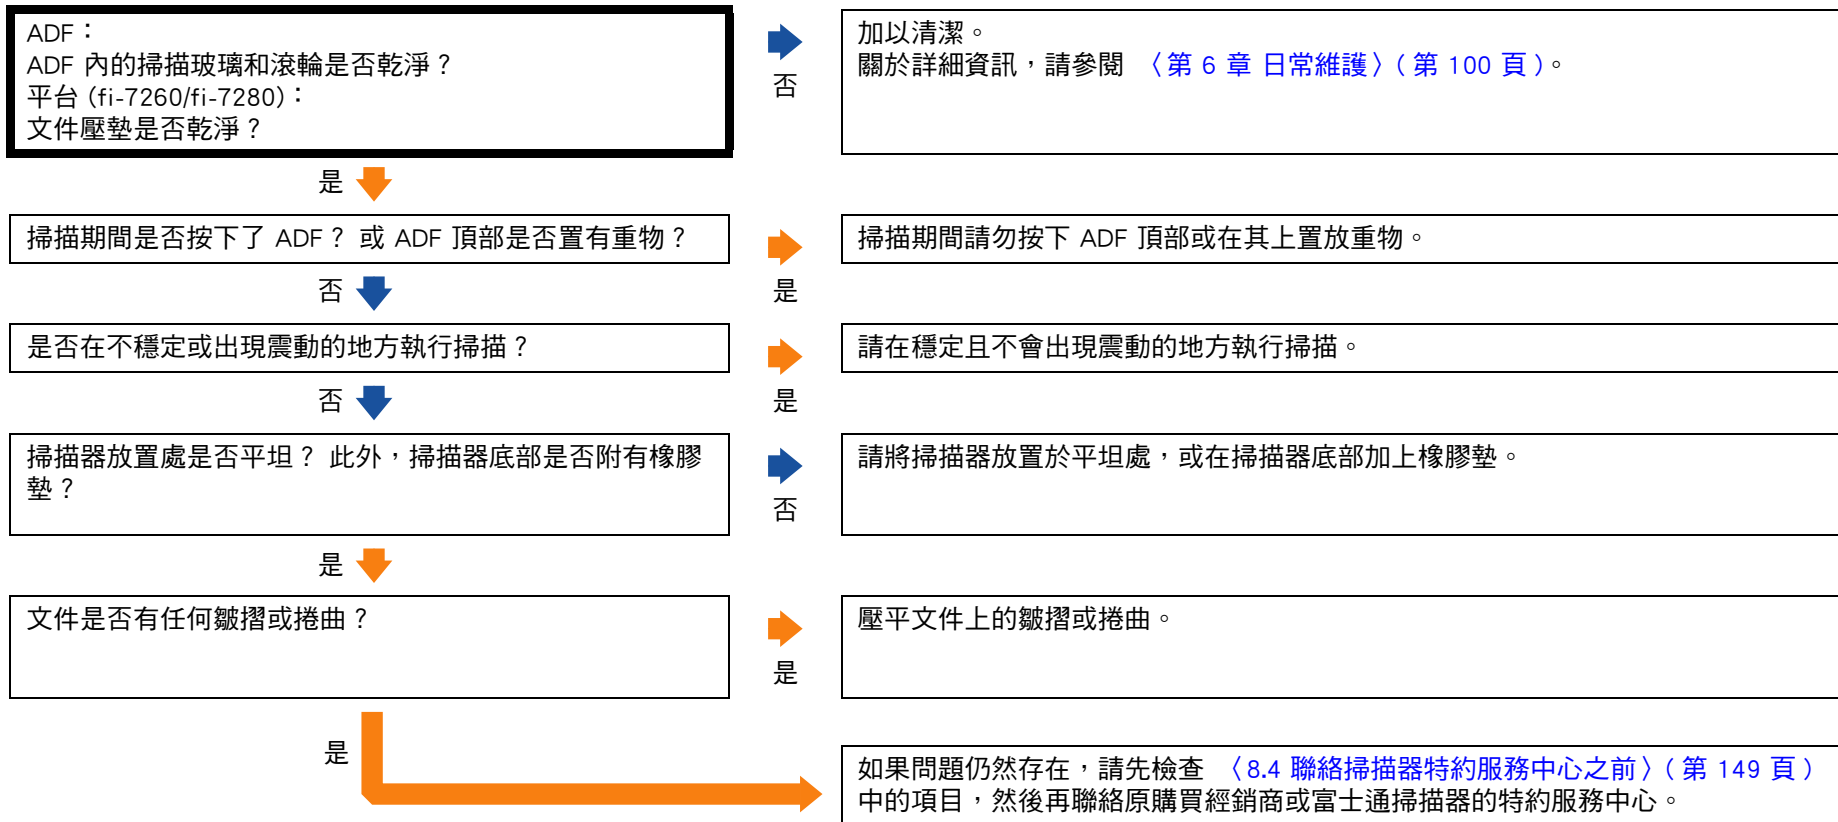 ADF：
ADF 內的掃描玻璃和滾輪是否乾淨？
平台 (fi-7260/fi-7280)：
文件壓墊是否乾淨？
否
加以清潔。
關於詳細資訊，請參閱 〈第 6 章 日常維護〉( 第 100 頁 )。
是
掃描期間是否按下了 ADF？ 或 ADF 頂部是否置有重物？
是
掃描期間請勿按下 ADF 頂部或在其上置放重物。
否
是否在不穩定或出現震動的地方執行掃描？
是
請在穩定且不會出現震動的地方執行掃描。
否
掃描器放置處是否平坦？ 此外，掃描器底部是否附有橡膠
墊？
否
請將掃描器放置於平坦處，或在掃描器底部加上橡膠墊。
是
文件是否有任何皺摺或捲曲？
是
壓平文件上的皺摺或捲曲。
是
如果問題仍然存在，請先檢查 〈8.4 聯絡掃描器特約服務中心之前〉( 第 149 頁 )
中的項目，然後再聯絡原購買經銷商或富士通掃描器的特約服務中心。